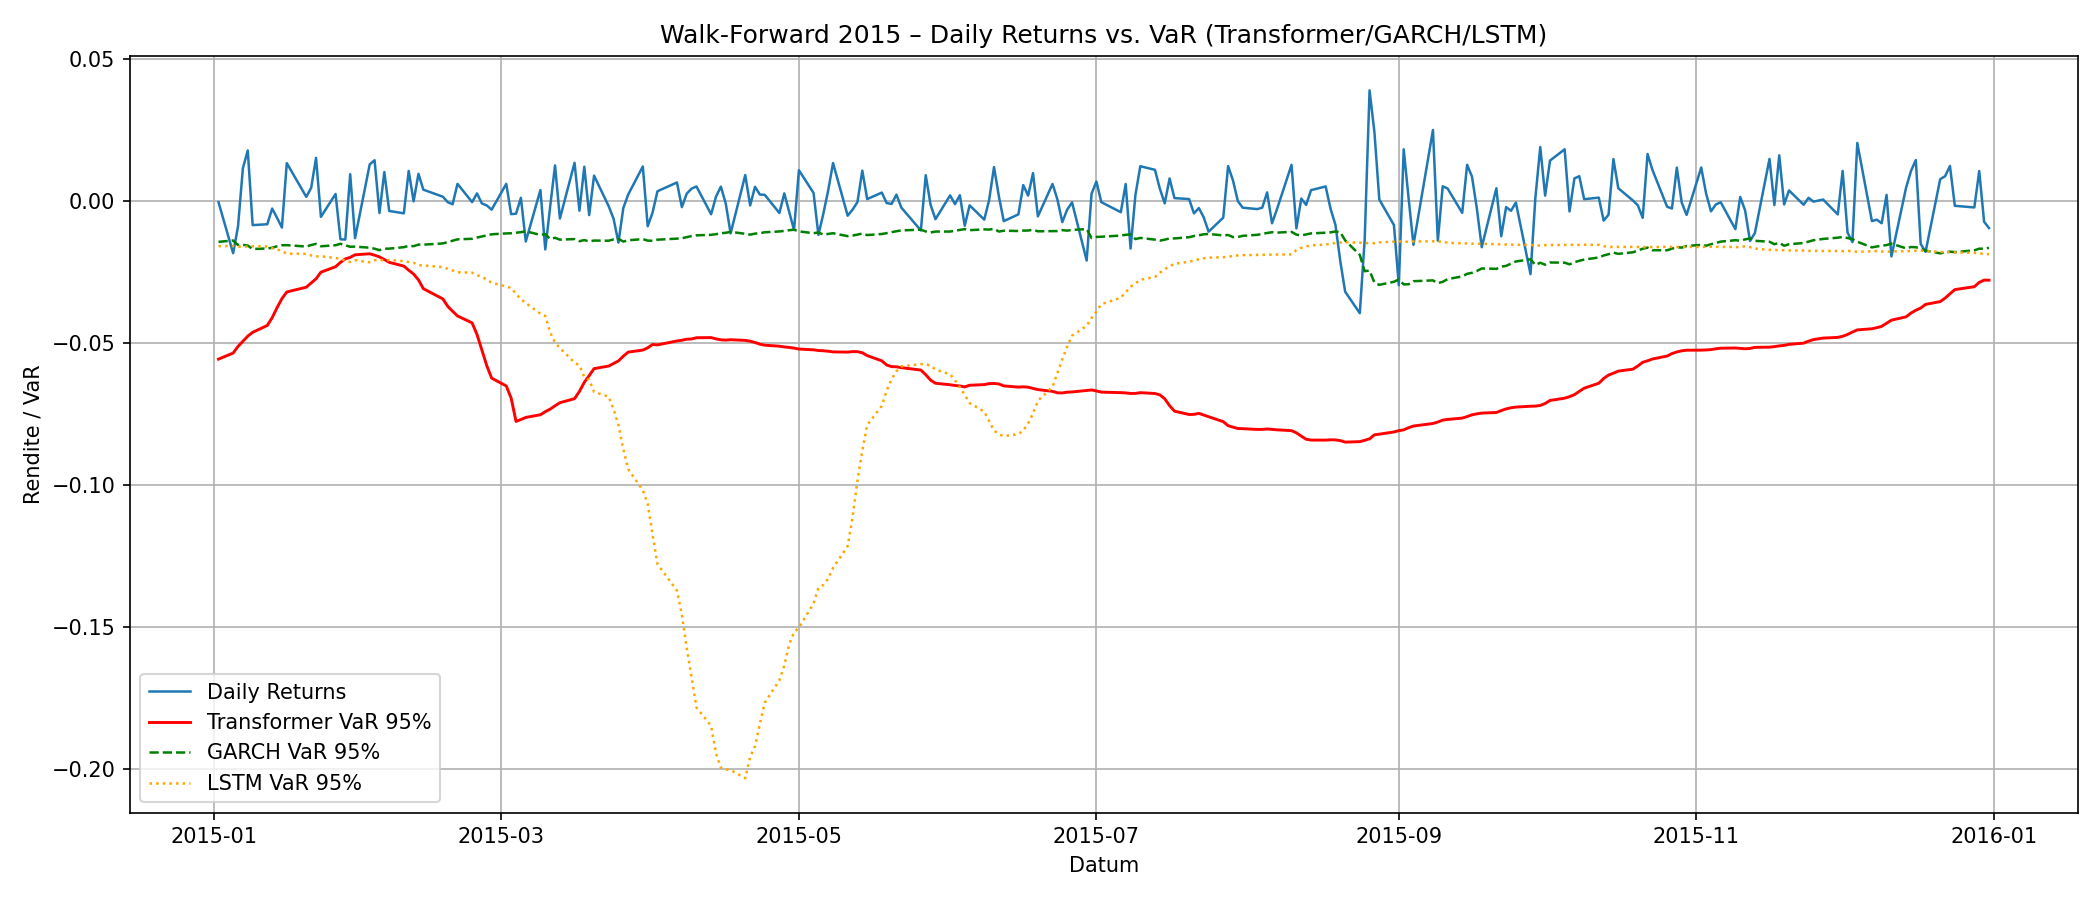 Walk-Forward 2015 – Daily Returns vs. VaR (Transformer/GARCH/LSTM)
Rendite / VaR
0.05
0.00
−0.05
−0.10
−0.15
−0.20
Daily Returns
Transformer VaR 95%
GARCH VaR 95%
LSTM VaR 95%
2015-01 2015-03 2015-05 2015-07 2015-09 2015-11 2016-01
Datum